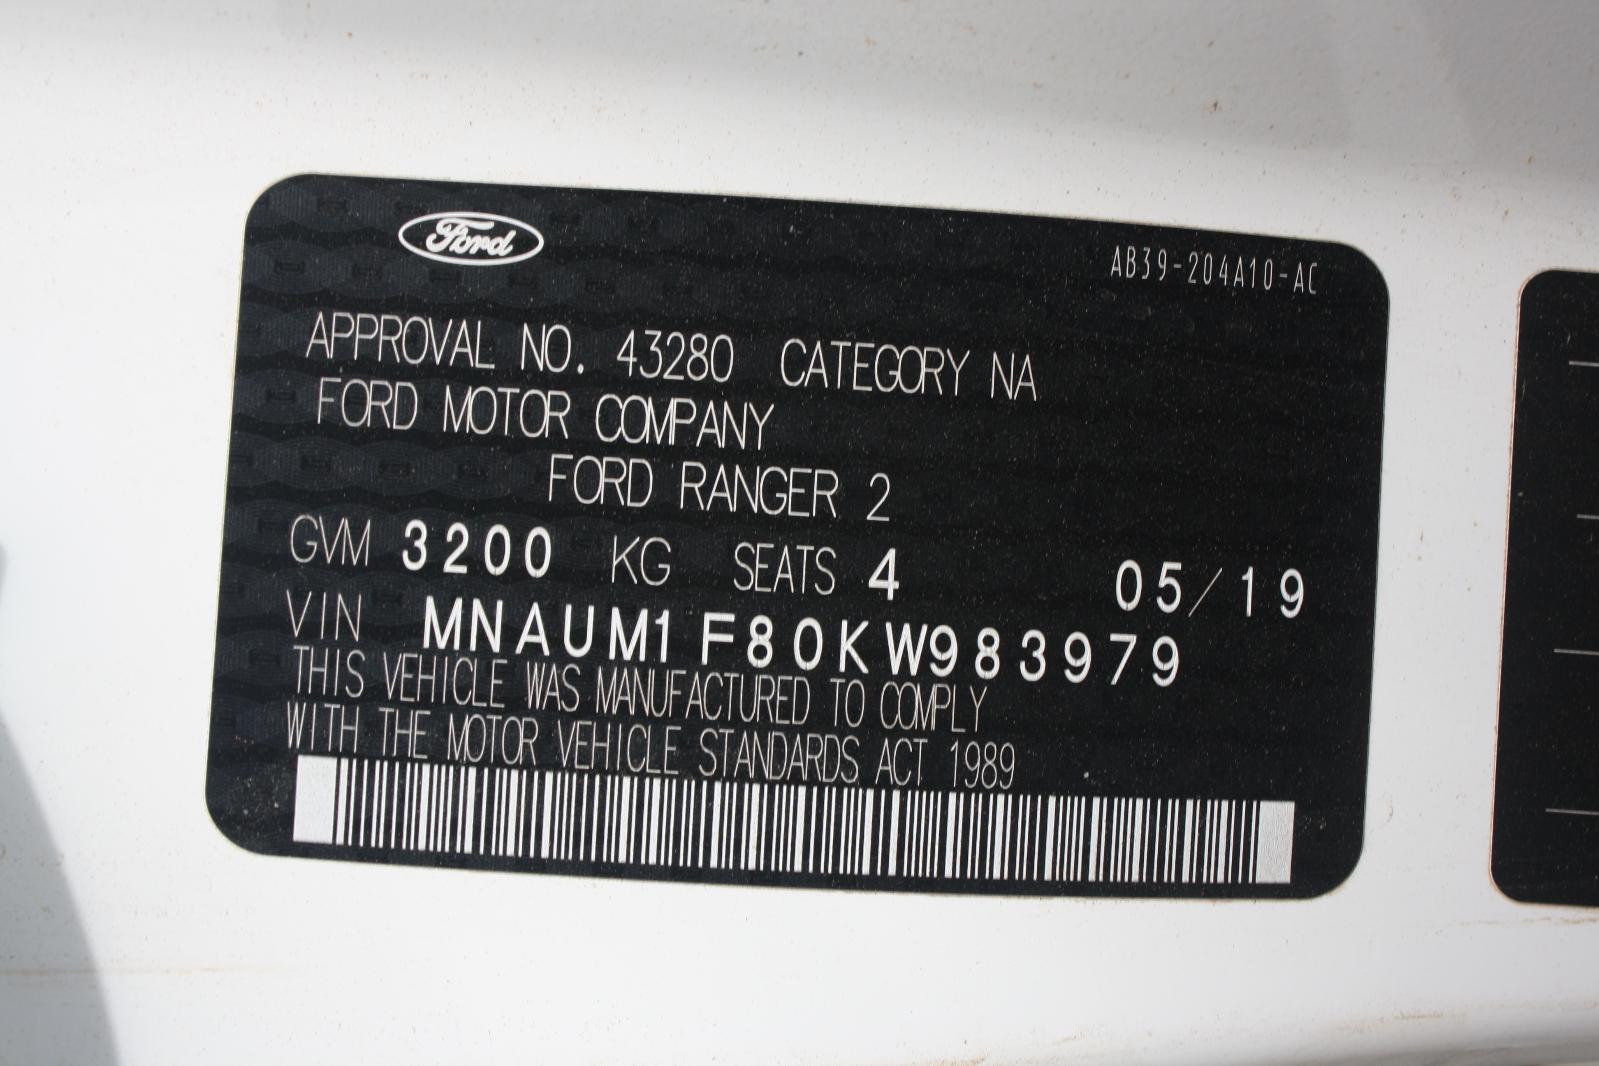 Ford
AB39-204A10-AC
APPROVAL NO. 43280 CATEGORY NA
FORD MOTOR COMPANY
FORD RANGER 2
GVM 3200 KG SEATS 4 05/19
VIN MNAUM1F80KW983979
THIS VEHICLE WAS MANUFACTURED TO COMPLY
WITH THE MOTOR VEHICLE STANDARDS ACT 1989